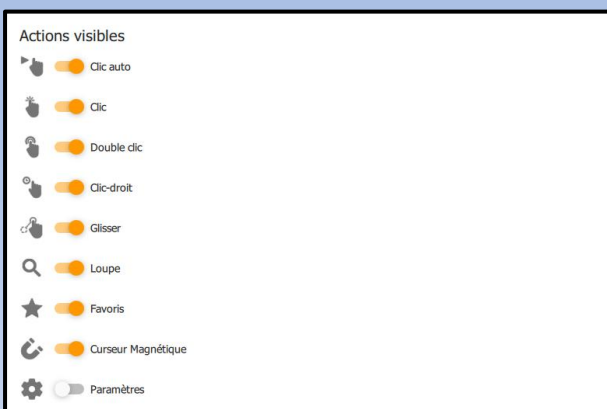 Actions visibles
Clic auto
Clic
Double clic
Clic-droit
Glisser
Loupe
Favoris
Curseur Magnétique
Paramètres